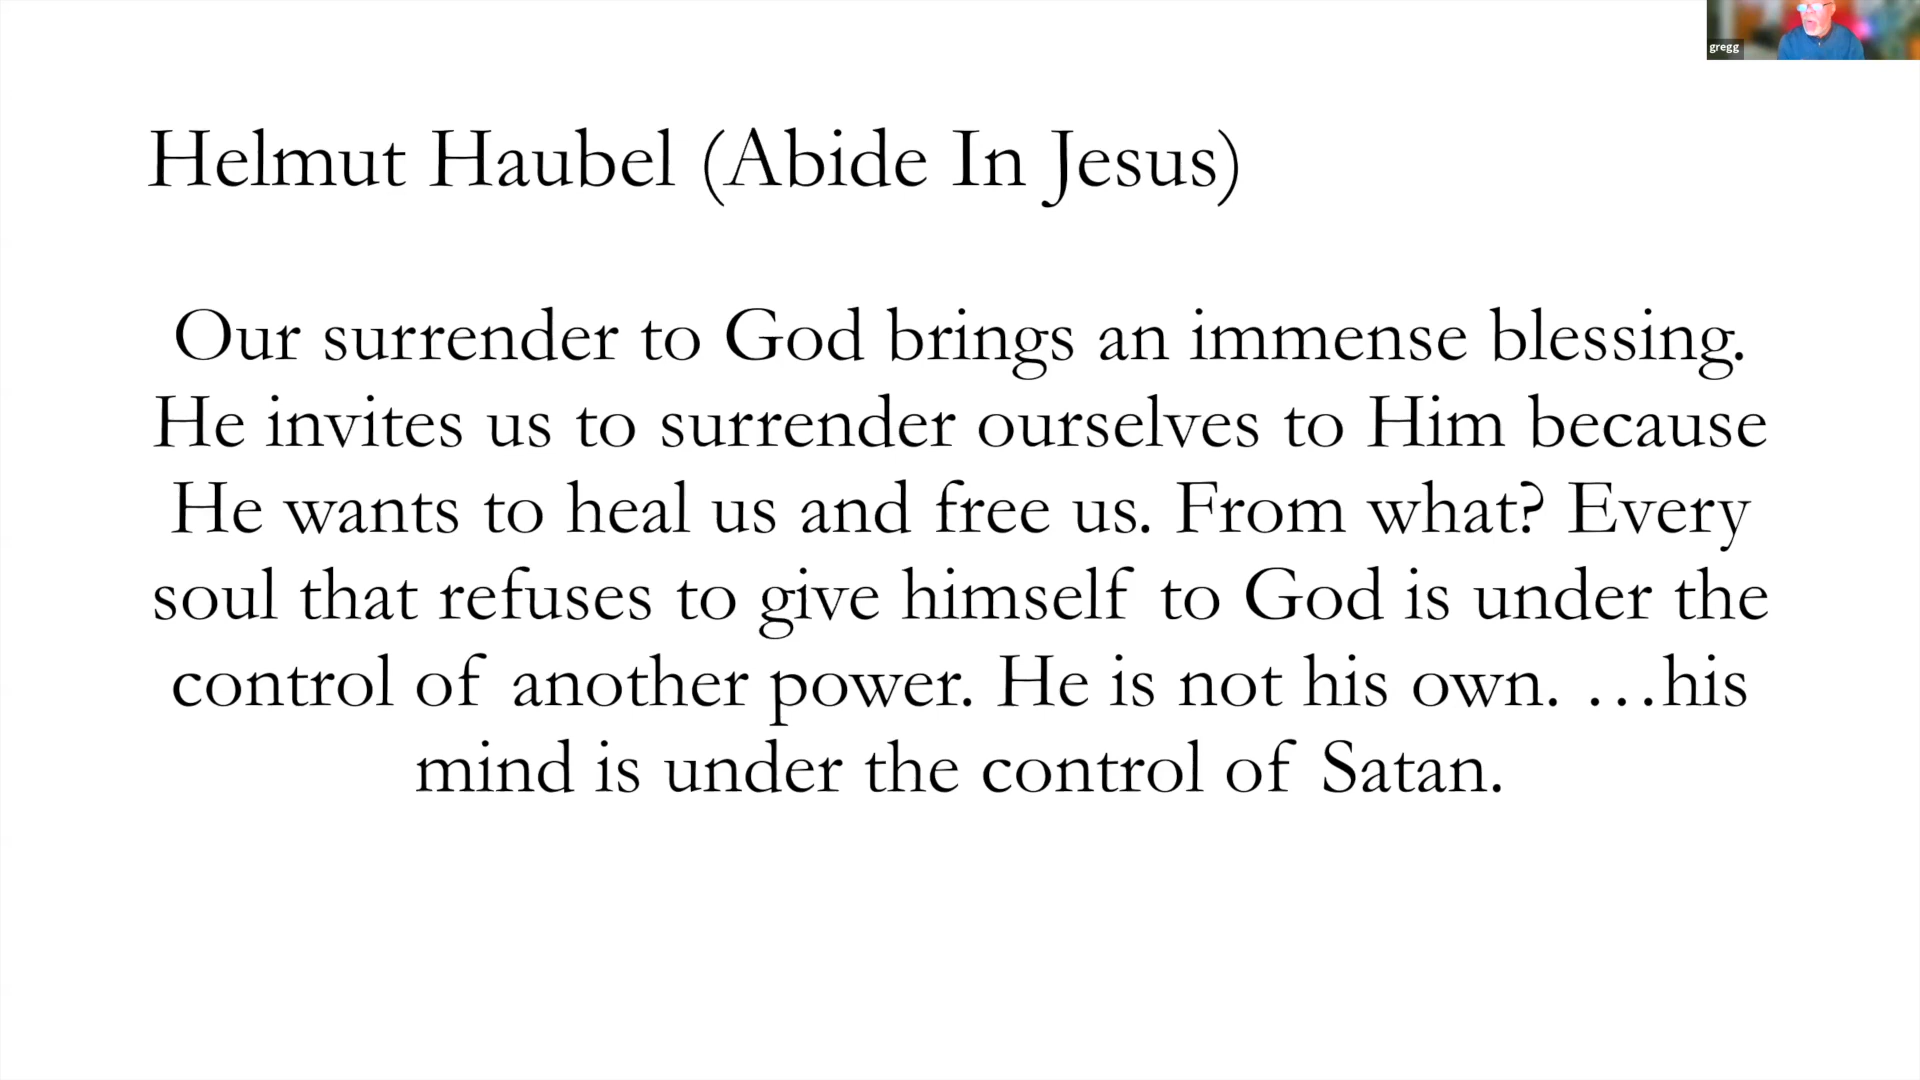 gregg
Helmut Haubel (Abide In Jesus)
Our surrender to God brings an immense blessing.
He invites us to surrender ourselves to Him because
He wants to heal us and free us. From what? Every
soul that refuses to give himself to God is under the
control of another power. He is not his own. …his
mind is under the control of Satan.